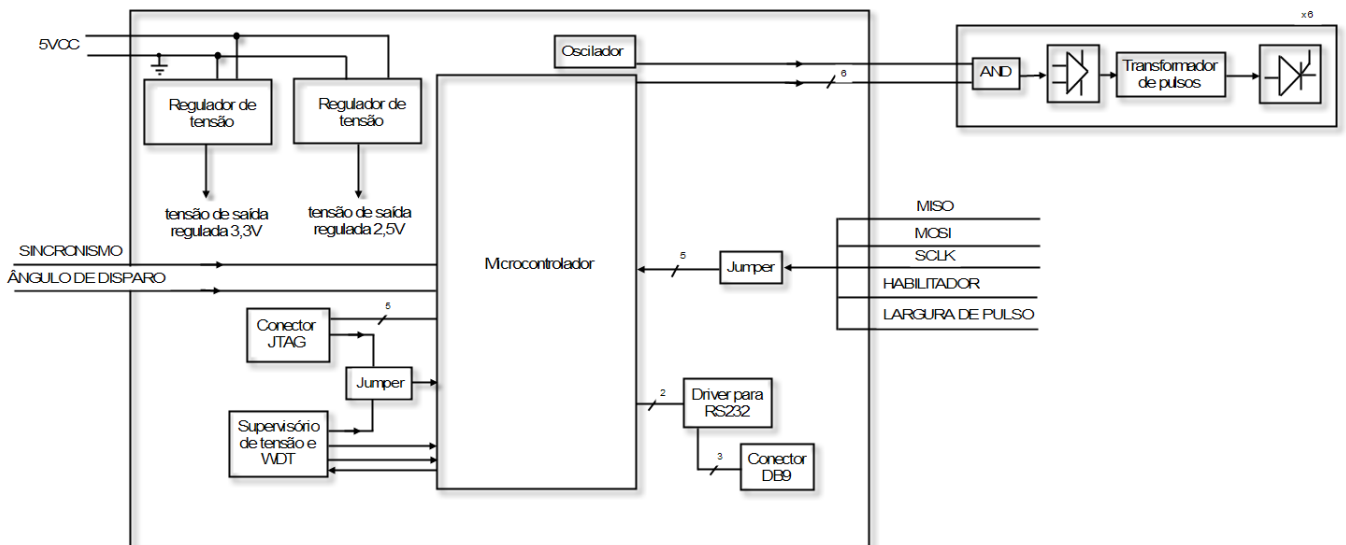 x6
5VCC
Oscilador
6
AND
Transformador
de pulsos
Regulador de
tensão
Regulador de
tensão
tensão de saída
regulada 3,3V
tensão de saída
regulada 2,5V
SINCRONISMO
ÂNGULO DE DISPARO
Microcontrolador
5
Jumper
MISO
MOSI
SCLK
HABILITADOR
LARGURA DE PULSO
Conector
JTAG
5
Jumper
Supervisório
de tensão e
WDT
2
Driver para
RS232
3
Conector
DB9